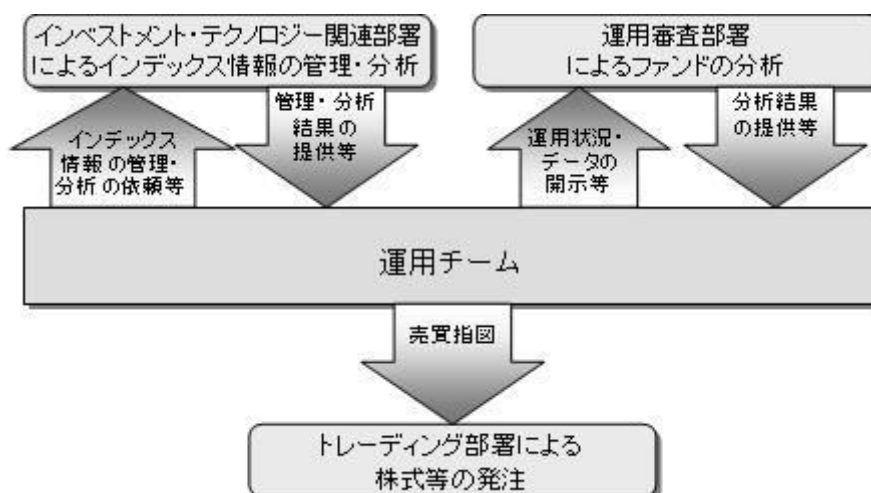 インベストメント・テクノロジー関連部署
によるインデックス情報の管理・分析
運用審査部署
によるファンドの分析
インデックス
情報の管理・
分析の依頼等
管理・分析
結果の
提供等
運用状況・
データの
開示等
分析結果
の提供等
運用チーム
売買指図
トレーディング部署による
株式等の発注